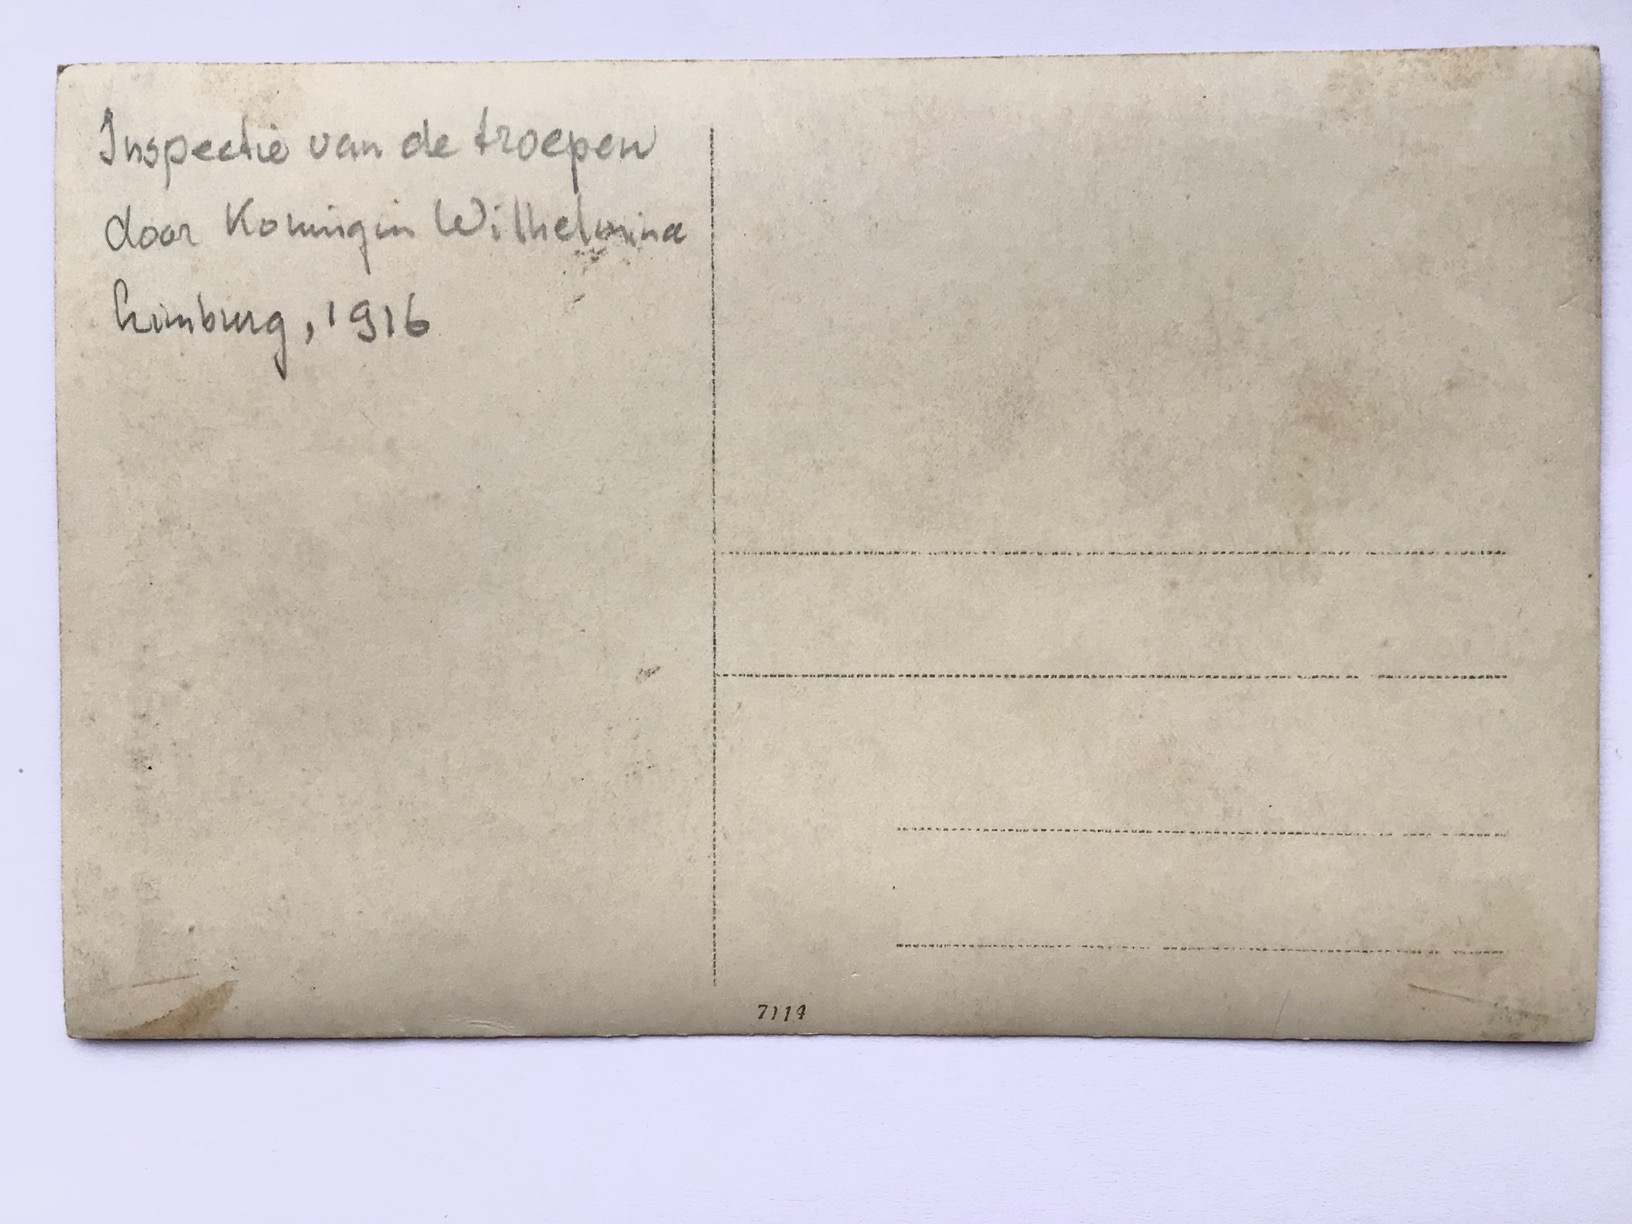 Inspectie van de troepen
door Koningin Wilhelmina
Limburg, 1916
7114